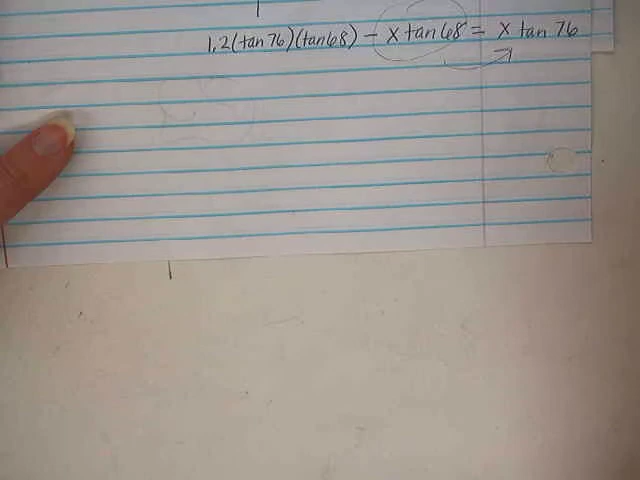 1,2(tan 76)(tan 68) - x tan 68 = x tan 76